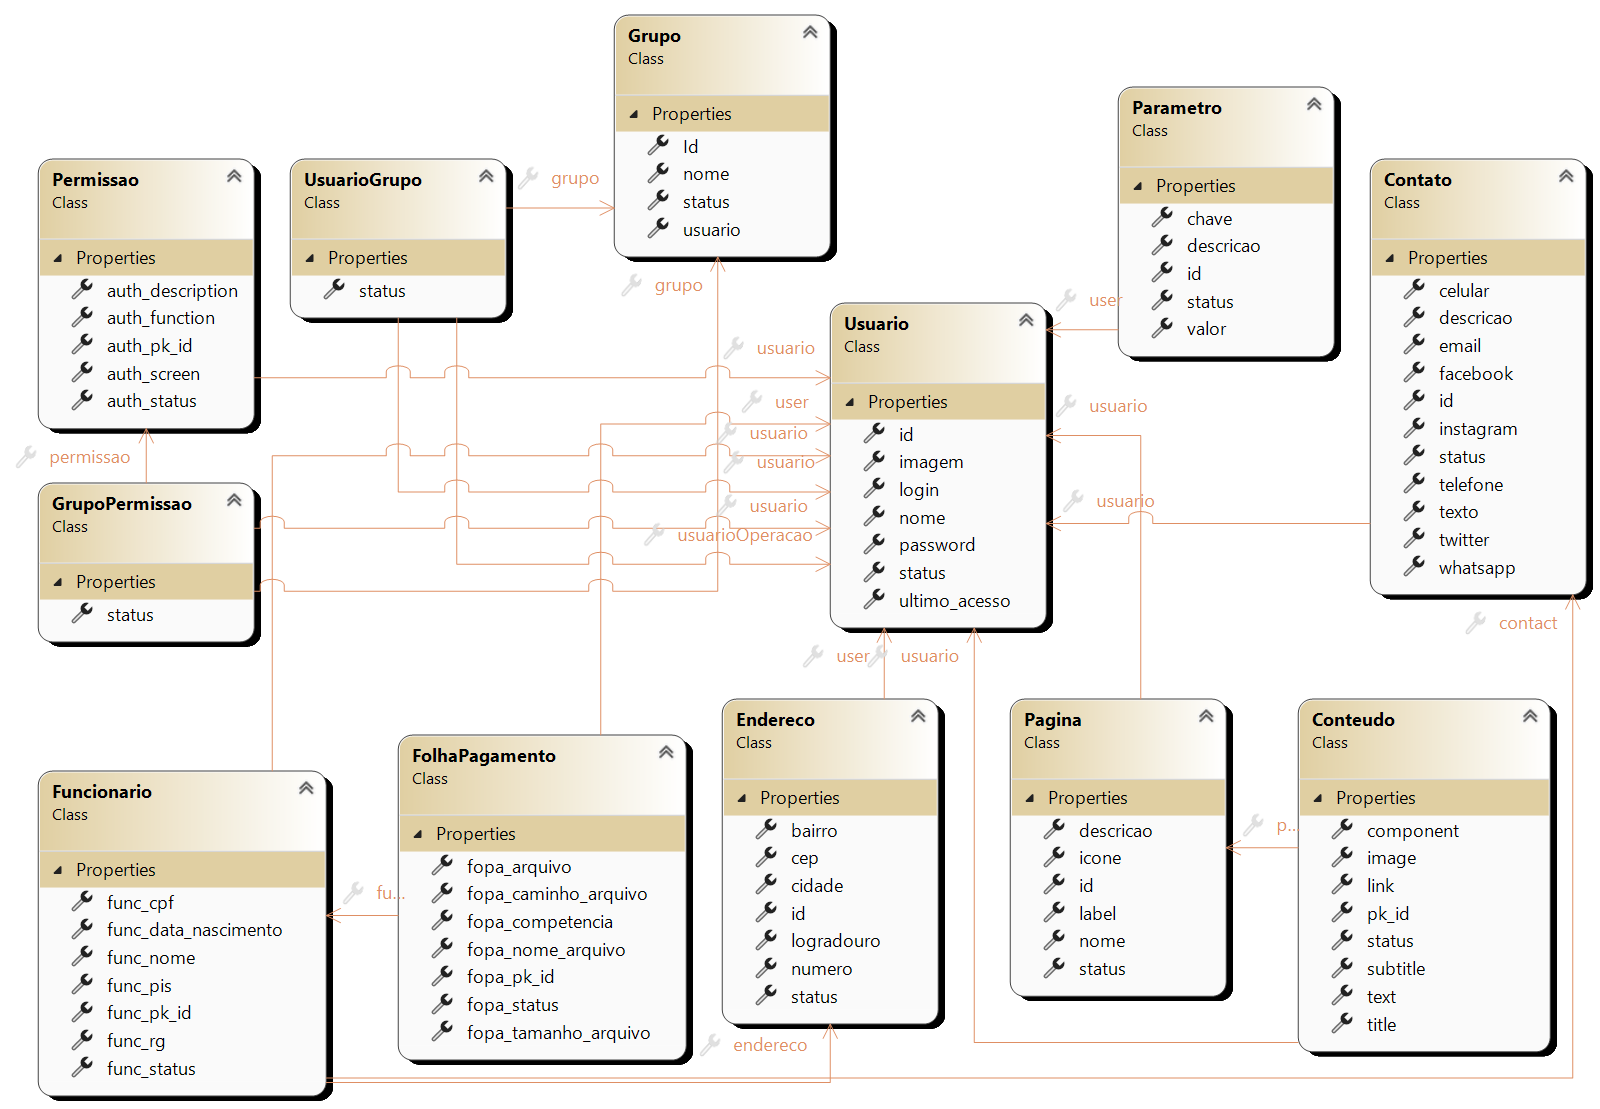 Grupo
Class
Properties
Id
nome
status
usuario
Parametro
Class
Properties
chave
descricao
id
status
valor
Permissao
Class
Properties
auth_description
auth_function
auth_pk_id
auth_screen
auth_status
UsuarioGrupo
Class
Properties
status
grupo
grupo
Contato
Class
Properties
celular
descricao
email
facebook
id
instagram
status
telefone
texto
twitter
whatsapp
Usuario
Class
Properties
id
imagem
login
nome
password
status
ultimo_acesso
user
usuario
user
usuario
usuario
usuario
usuarioOperacao
usuario
usuario
permissao
GrupoPermissao
Class
Properties
status
contact
user
usuario
Endereco
Class
Properties
bairro
cep
cidade
id
logradouro
numero
status
Pagina
Class
Properties
descricao
icone
id
label
nome
status
p...
Conteudo
Class
Properties
component
image
link
pk_id
status
subtitle
text
title
FolhaPagamento
Class
Properties
fopa_arquivo
fopa_caminho_arquivo
fopa_competencia
fopa_nome_arquivo
fopa_pk_id
fopa_status
fopa_tamanho_arquivo
fu...
Funcionario
Class
Properties
func_cpf
func_data_nascimento
func_nome
func_pis
func_pk_id
func_rg
func_status
endereco